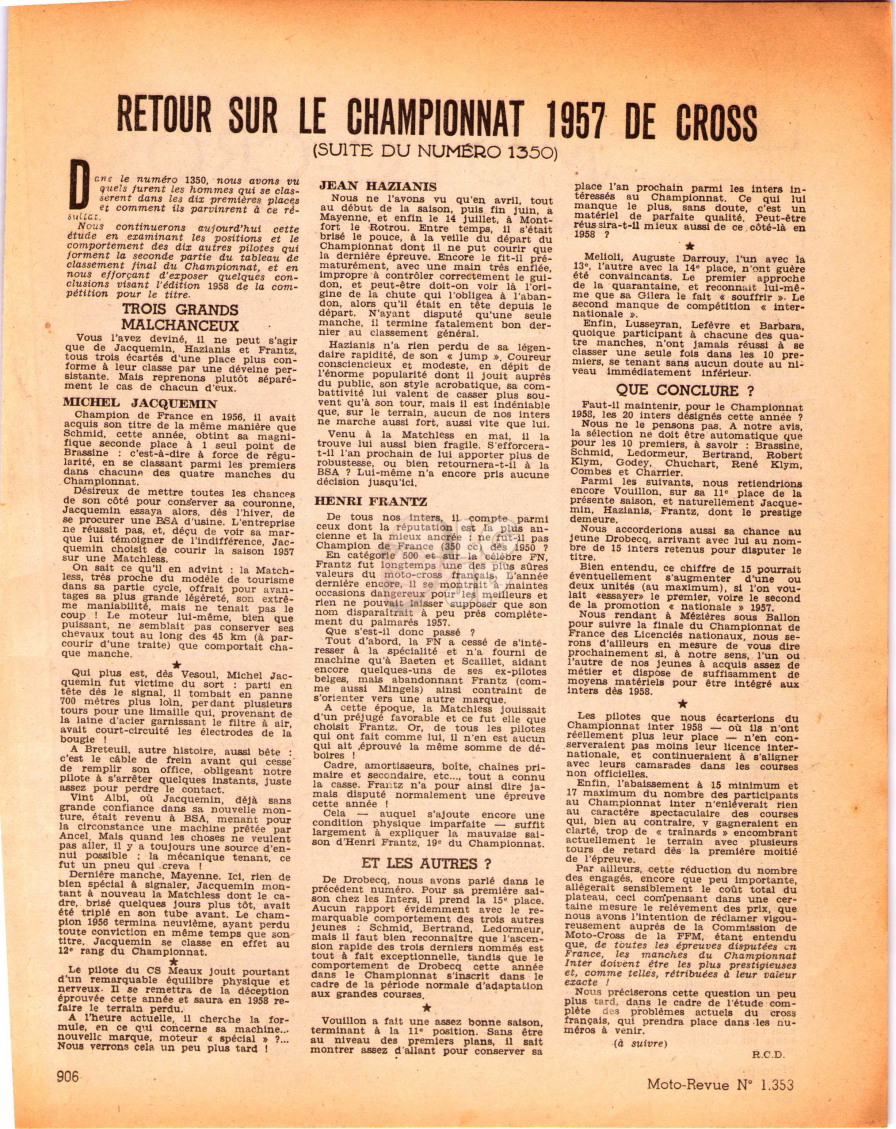 RETOUR SUR LE CHAMPIONNAT 1957 DE CROSS
(SUITE DU NUMÉRO 1350)
Dans le numéro 1350, nous avons vu
quels furent les hommes qui se clas-
sèrent dans les dix premières places
et comment ils parvinrent à ce ré-
sultat.
Nous continuerons aujourd'hui cette
étude en examinant les positions et le
comportement des dix autres pilotes qui
forment la seconde partie du tableau de
classement final du Championnat, et en
nous efforçant d'exposer quelques con-
clusions visant l'édition 1958 de la com-
pétition pour le titre.
TROIS GRANDS
MALCHANCEUX
Vous l'avez deviné, il ne peut s'agir
que de Jacquemin, Hazianis et Frantz,
tous trois écartés d'une place plus con-
forme à leur classe par une déveine per-
sistante. Mais reprenons plutôt séparé-
ment le cas de chacun d'eux.
MICHEL JACQUEMIN
Champion de France en 1956, il avait
acquis son titre de la même manière que
Schmid, cette année, obtint sa magni-
fique seconde place à 1 seul point de
Brassine : c'est-à-dire à force de régu-
larité, en se classant parmi les premiers
dans chacune des quatre manches du
Championnat.
Désireux de mettre toutes les chances
de son côté pour conserver sa couronne,
Jacquemin essaya alors, dès l'hiver, de
se procurer une BSA d'usine. L'entreprise
ne réussit pas, et, déçu de voir sa mar-
que lui témoigner de l'indifférence, Jac-
quemin choisit de courir la saison 1957
sur une Matchless.
On sait ce qu'il en advint : la Match-
less, très proche du modèle de tourisme
dans sa partie cycle, offrait pour avan-
tages sa plus grande légèreté, son extrê-
me maniabilité, mais ne tenait pas le
coup ! Le moteur lui-même, bien que
puissant, ne semblait pas conserver ses
chevaux tout au long des 45 km (à par-
courir d'une traite) que comportait cha-
que manche.
★
Qui plus est, dès Vesoul, Michel Jac-
quemin fut victime du sort : parti en
tête dès le signal, il tombait en panne
700 mètres plus loin, perdant plusieurs
tours pour une limaille qui, provenant de
la laine d'acier garnissant le filtre à air,
avait court-circuité les électrodes de la
bougie !
A Breteuil, autre histoire, aussi bête :
c'est le câble de frein avant qui cesse
de remplir son office, obligeant notre
pilote à s'arrêter quelques instants, juste
assez pour perdre le contact.
Vint Albi, où Jacquemin, déjà sans
grande confiance dans sa nouvelle mon-
ture, était revenu à BSA, menant pour
la circonstance une machine prêtée par
Ancel. Mais quand les choses ne veulent
pas aller, il y a toujours une source d'en-
nui possible ; la mécanique tenant, ce
fut un pneu qui creva !
Dernière manche, Mayenne. Ici, rien de
bien spécial à signaler, Jacquemin mon-
tant à nouveau la Matchless dont le ca-
dre, brisé quelques jours plus tôt, avait
été triplé en son tube avant. Le cham-
pion 1956 termina neuvième, ayant perdu
toute conviction en même temps que son
titre, Jacquemin se classe en effet au
12e rang du Championnat.
★
Le pilote du CS Meaux jouit pourtant
d'un remarquable équilibre physique et
nerveux. Il se remettra de la déception
éprouvée cette année et saura en 1958 re-
faire le terrain perdu.
A l'heure actuelle, il cherche la for-
mule, en ce qui concerne sa machine...
nouvelle marque, moteur « spécial » ?...
Nous verrons cela un peu plus tard !
JEAN HAZIANIS
Nous ne l'avons vu qu'en avril, tout
au début de la saison, puis fin juin, à
Mayenne, et enfin le 14 juillet, à Mont-
fort le Rotrou. Entre temps, il s'était
brisé le pouce, à la veille du départ du
Championnat dont il ne put courir que
la dernière épreuve. Encore le fit-il pré-
maturément, avec une main très enflée,
impropre à contrôler correctement le gui-
don, et peut-être doit-on voir là l'ori-
gine de la chute qui l'obligea à l'aban-
don, alors qu'il était en tête depuis le
départ. N'ayant disputé qu'une seule
manche, il termine fatalement bon der-
nier au classement général.
Hazianis n'a rien perdu de sa légen-
daire rapidité, de son « jump ». Coureur
consciencieux et modeste, en dépit de
l'énorme popularité dont il jouit auprès
du public, son style acrobatique, sa com-
battivité lui valent de casser plus sou-
vent qu'à son tour, mais il est indéniable
que, sur le terrain, aucun de nos inters
ne marche aussi fort, aussi vite que lui.
Venu à la Matchless en mai, il la
trouve lui aussi bien fragile. S'efforcera-
t-il l'an prochain de lui apporter plus de
robustesse, ou bien retournera-t-il à la
BSA ? Lui-même n'a encore pris aucune
décision jusqu'ici.
HENRI FRANTZ
De tous nos inters, il compte parmi
ceux dont la réputation est la plus an-
cienne et la mieux ancrée : ne fut-il pas
Champion de France (350 cc) dès 1950 ?
En catégorie 500 et sur la célèbre FN,
Frantz fut longtemps une des plus sûres
valeurs du moto-cross français. L'année
dernière encore, il se montrait à maintes
occasions dangereux pour les meilleurs et
rien ne pouvait laisser supposer que son
nom disparaîtrait à peu près complète-
ment du palmarès 1957.
Que s'est-il donc passé ?
Tout d'abord, la FN a cessé de s'inté-
resser à la spécialité et n'a fourni de
machine qu'à Baeten et Scaillet, aidant
encore quelques-uns de ses ex-pilotes
belges, mais abandonnant Frantz (com-
me aussi Mingels) ainsi contraint de
s'orienter vers une autre marque.
A cette époque, la Matchless jouissait
d'un préjugé favorable et ce fut elle que
choisit Frantz. Or, de tous les pilotes
qui ont fait comme lui, il n'en est aucun
qui ait éprouvé la même somme de dé-
boires !
Cadre, amortisseurs, boîte, chaînes pri-
maire et secondaire, etc..., tout a connu
la casse. Frantz n'a pour ainsi dire ja-
mais disputé normalement une épreuve
cette année !
Cela — auquel s'ajoute encore une
condition physique imparfaite — suffit
largement à expliquer la mauvaise sai-
son d'Henri Frantz, 19e du Championnat.
ET LES AUTRES ?
De Drobecq, nous avons parlé dans le
précédent numéro. Pour sa première sai-
son chez les Inters, il prend la 15e place.
Aucun rapport évidemment avec le re-
marquable comportement des trois autres
jeunes : Schmid, Bertrand, Ledormeur,
mais il faut bien reconnaître que l'ascen-
sion rapide des trois derniers nommés est
tout à fait exceptionnelle, tandis que le
comportement de Drobecq cette année
dans le Championnat s'inscrit dans le
cadre de la période normale d'adaptation
aux grandes courses.
★
Vouillon a fait une assez bonne saison,
terminant à la 11e position. Sans être
au niveau des premiers plans, il sait
montrer assez d'allant pour conserver sa
place l'an prochain parmi les inters in-
téressés au Championnat. Ce qui lui
manque le plus, sans doute, c'est un
matériel de parfaite qualité. Peut-être
réussira-t-il mieux aussi de ce côté-là en
1958 ?
★
Melioli, Auguste Darrouy, l'un avec la
13e, l'autre avec la 14e place, n'ont guère
été convaincants. Le premier approche
de la quarantaine, et reconnaît lui-mê-
me que sa Gilera le fait « souffrir ». Le
second manque de compétition « inter-
nationale ».
Enfin, Lusseyran, Lefèvre et Barbara,
quoique participant à chacune des qua-
tre manches, n'ont jamais réussi à se
classer une seule fois dans les 10 pre-
miers, se tenant sans aucun doute au ni-
veau immédiatement inférieur.
QUE CONCLURE ?
Faut-il maintenir, pour le Championnat
1958, les 20 inters désignés cette année ?
Nous ne le pensons pas. A notre avis,
la sélection ne doit être automatique que
pour les 10 premiers, à savoir : Brassine,
Schmid, Ledormeur, Bertrand, Robert
Klym, Godey, Chuchart, René Klym,
Combes et Charrier.
Parmi les suivants, nous retiendrions
encore Vouillon, sur sa 11e place de la
présente saison, et naturellement Jacque-
min, Hazianis, Frantz, dont le prestige
demeure.
Nous accorderions aussi sa chance au
jeune Drobecq, arrivant avec lui au nom-
bre de 15 inters retenus pour disputer le
titre.
Bien entendu, ce chiffre de 15 pourrait
éventuellement s'augmenter d'une ou
deux unités (au maximum), si l'on vou-
lait «essayer» le premier, voire le second
de la promotion « nationale » 1957.
Nous rendant à Mézières sous Ballon
pour suivre la finale du Championnat de
France des Licenciés nationaux, nous se-
rons d'ailleurs en mesure de vous dire
prochainement si, à notre sens, l'un ou
l'autre de nos jeunes à acquis assez de
métier et dispose de suffisamment de
moyens matériels pour être intégré aux
inters dès 1958.
★
Les pilotes que nous écarterions du
Championnat inter 1958 — où ils n'ont
réellement plus leur place — n'en con-
serveraient pas moins leur licence inter-
nationale, et continueraient à s'aligner
avec leurs camarades dans les courses
non officielles.
Enfin, l'abaissement à 15 minimum et
17 maximum du nombre des participants
au Championnat inter n'enlèverait rien
au caractère spectaculaire des courses
qui, bien au contraire, y gagneraient en
clarté, trop de « traînards » encombrant
actuellement le terrain avec plusieurs
tours de retard dès la première moitié
de l'épreuve.
Par ailleurs, cette réduction du nombre
des engagés, encore que peu importante,
allègerait sensiblement le coût total du
plateau, ceci compensant dans une cer-
taine mesure le relèvement des prix, que
nous avons l'intention de réclamer vigou-
reusement auprès de la Commission de
Moto-Cross de la FFM, étant entendu
que, de toutes les épreuves disputées en
France, les manches du Championnat
Inter doivent être les plus prestigieuses
et, comme telles, rétribuées à leur valeur
exacte !
Nous préciserons cette question un peu
plus tard, dans le cadre de l'étude com-
plète des problèmes actuels du cross
français, qui prendra place dans les nu-
méros à venir.
(à suivre)
R.C.D.
906
Moto-Revue N° 1.353